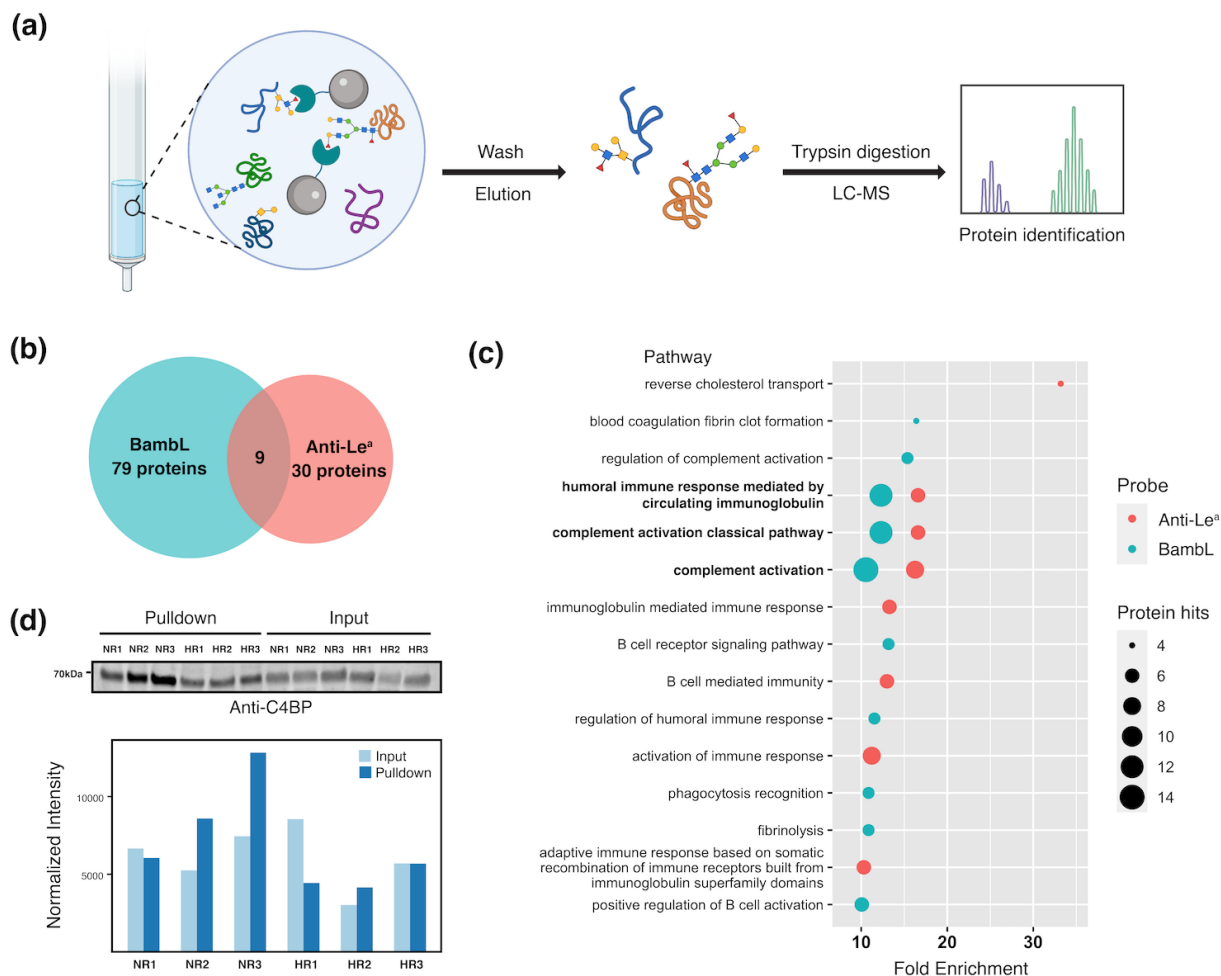 (a)
Wash
Elution
Trypsin digestion
LC-MS
Protein identification
(b)
BambL
79 proteins
9
Anti-Leᵃ
30 proteins
(c)
Pathway
reverse cholesterol transport
blood coagulation fibrin clot formation
regulation of complement activation
humoral immune response mediated by
circulating immunoglobulin
complement activation classical pathway
complement activation
immunoglobulin mediated immune response
B cell receptor signaling pathway
B cell mediated immunity
regulation of humoral immune response
activation of immune response
phagocytosis recognition
fibrinolysis
adaptive immune response based on somatic
recombination of immune receptors built from
immunoglobulin superfamily domains
positive regulation of B cell activation
10 20 30
Fold Enrichment
Probe
Anti-Leᵃ
BambL
Protein hits
4
6
8
10
12
14
(d)
Pulldown Input
NR1 NR2 NR3 HR1 HR2 HR3 NR1 NR2 NR3 HR1 HR2 HR3
70kDa
Anti-C4BP
Input
Pulldown
Normalized Intensity
10000
5000
NR1 NR2 NR3 HR1 HR2 HR3